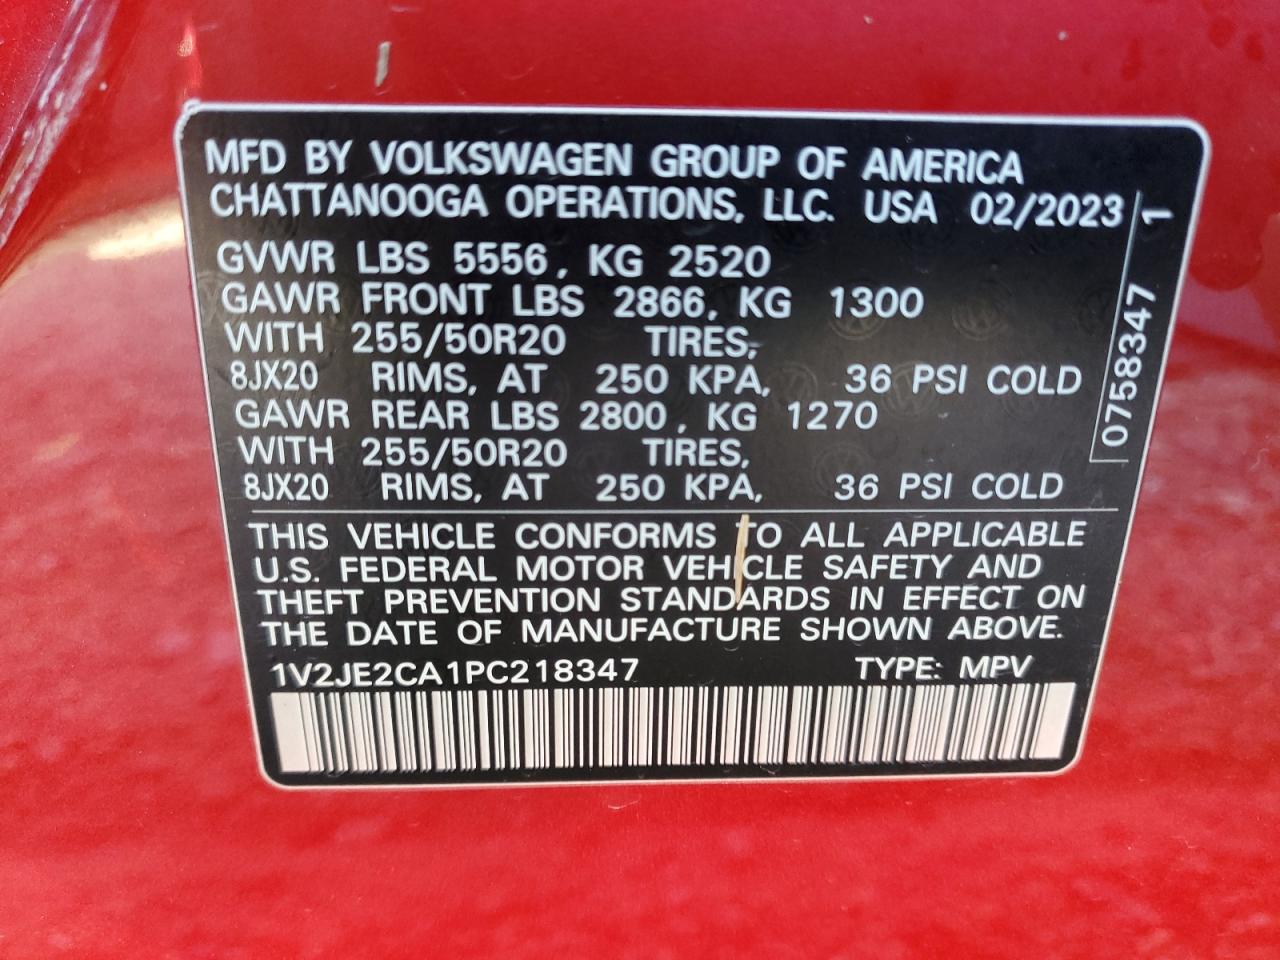 MFD BY VOLKSWAGEN GROUP OF AMERICA
CHATTANOOGA OPERATIONS, LLC. USA 02/2023
GVWR LBS 5556, KG 2520
GAWR FRONT LBS 2866, KG 1300
WITH 255/50R20 TIRES,
8JX20 RIMS, AT 250 KPA, 36 PSI COLD
GAWR REAR LBS 2800, KG 1270
WITH 255/50R20 TIRES,
8JX20 RIMS, AT 250 KPA, 36 PSI COLD
THIS VEHICLE CONFORMS TO ALL APPLICABLE
U.S. FEDERAL MOTOR VEHICLE SAFETY AND
THEFT PREVENTION STANDARDS IN EFFECT ON
THE DATE OF MANUFACTURE SHOWN ABOVE.
1V2JE2CA1PC218347 TYPE: MPV
0758347 1